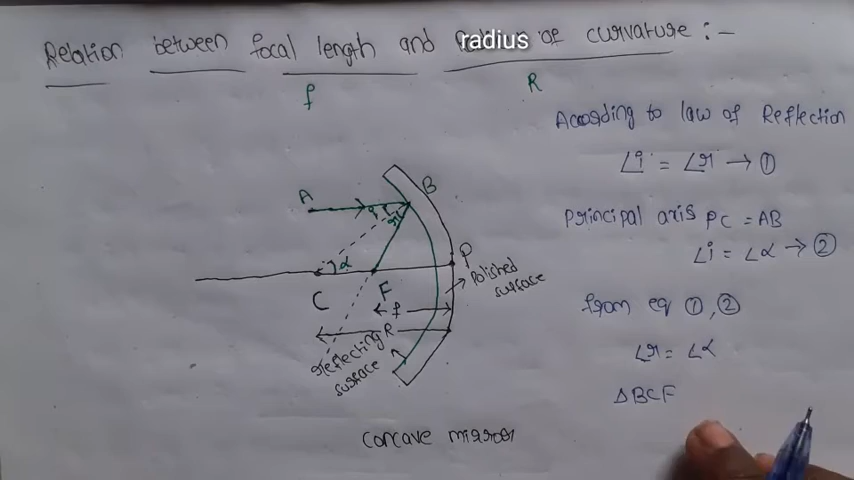 Relation between focal length and radius of curvature :-
f
R
According to law of Reflection
∠i = ∠r → ①
Principal axis PC = AB
∠i = ∠α → ②
from eq ①, ②
∠r = ∠α
△BCF
A
B
i
r
α
P
C
F
f
R
Polished
surface
reflecting
surface
concave mirror